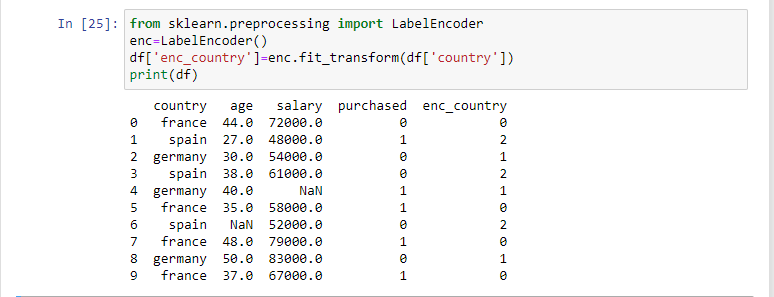 In [25]: from sklearn.preprocessing import LabelEncoder
enc=LabelEncoder()
df['enc_country']=enc.fit_transform(df['country'])
print(df)
country age salary purchased enc_country
0 france 44.0 72000.0 0 0
1 spain 27.0 48000.0 1 2
2 germany 30.0 54000.0 0 1
3 spain 38.0 61000.0 0 2
4 germany 40.0 NaN 1 1
5 france 35.0 58000.0 1 0
6 spain NaN 52000.0 0 2
7 france 48.0 79000.0 1 0
8 germany 50.0 83000.0 0 1
9 france 37.0 67000.0 1 0